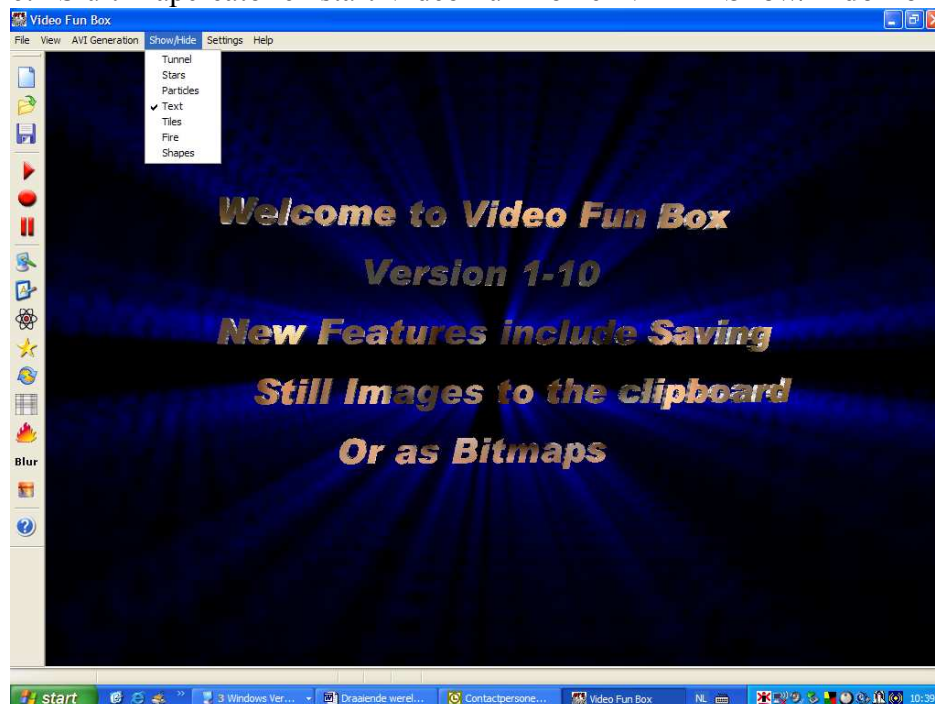 Video Fun Box
File View AVI Generation Show/Hide Settings Help
Tunnel
Stars
Particles
Text
Tiles
Fire
Shapes
Welcome to Video Fun Box
Version 1-10
New Features include Saving
Still Images to the clipboard
Or as Bitmaps
Blur
start 3 Windows Ver... Draaiende werel... Contactpersone... Video Fun Box NL 10:39